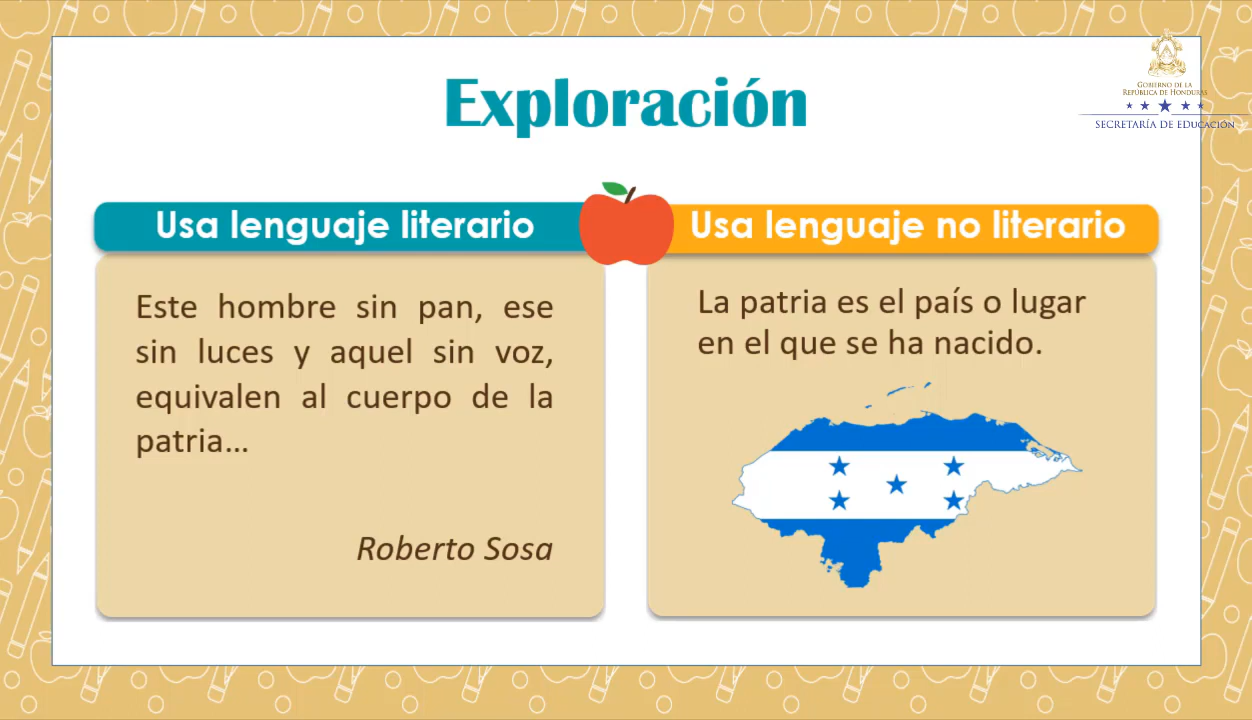 Exploración
GOBIERNO DE LA
REPÚBLICA DE HONDURAS
SECRETARÍA DE EDUCACIÓN
Usa lenguaje literario
Este hombre sin pan, ese
sin luces y aquel sin voz,
equivalen al cuerpo de la
patria...
Roberto Sosa
Usa lenguaje no literario
La patria es el país o lugar
en el que se ha nacido.